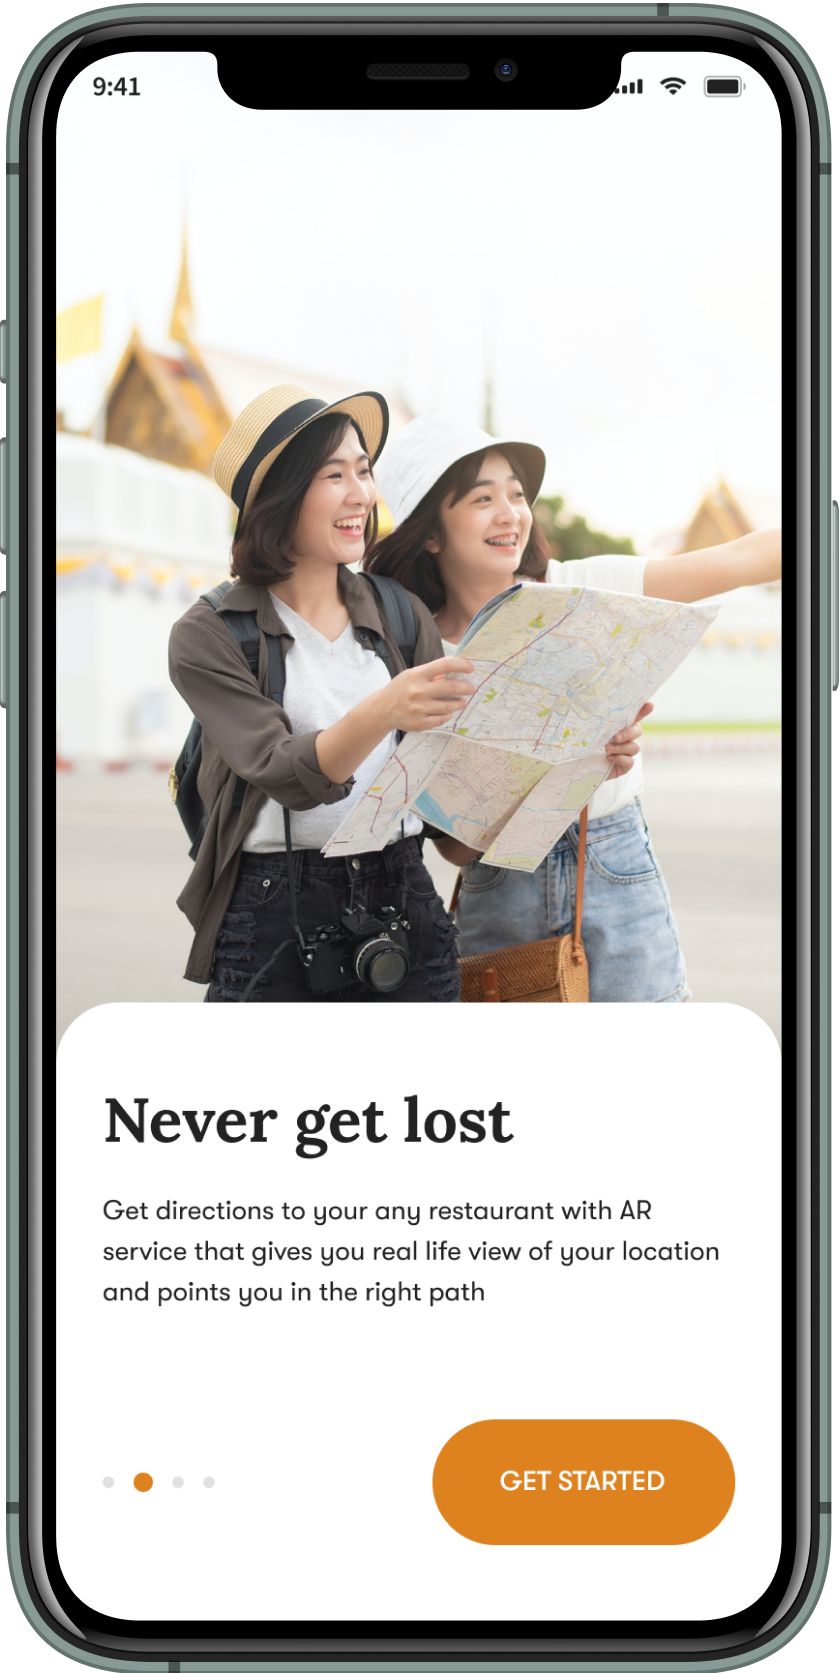 9:41
Never get lost
Get directions to your any restaurant with AR
service that gives you real life view of your location
and points you in the right path
GET STARTED